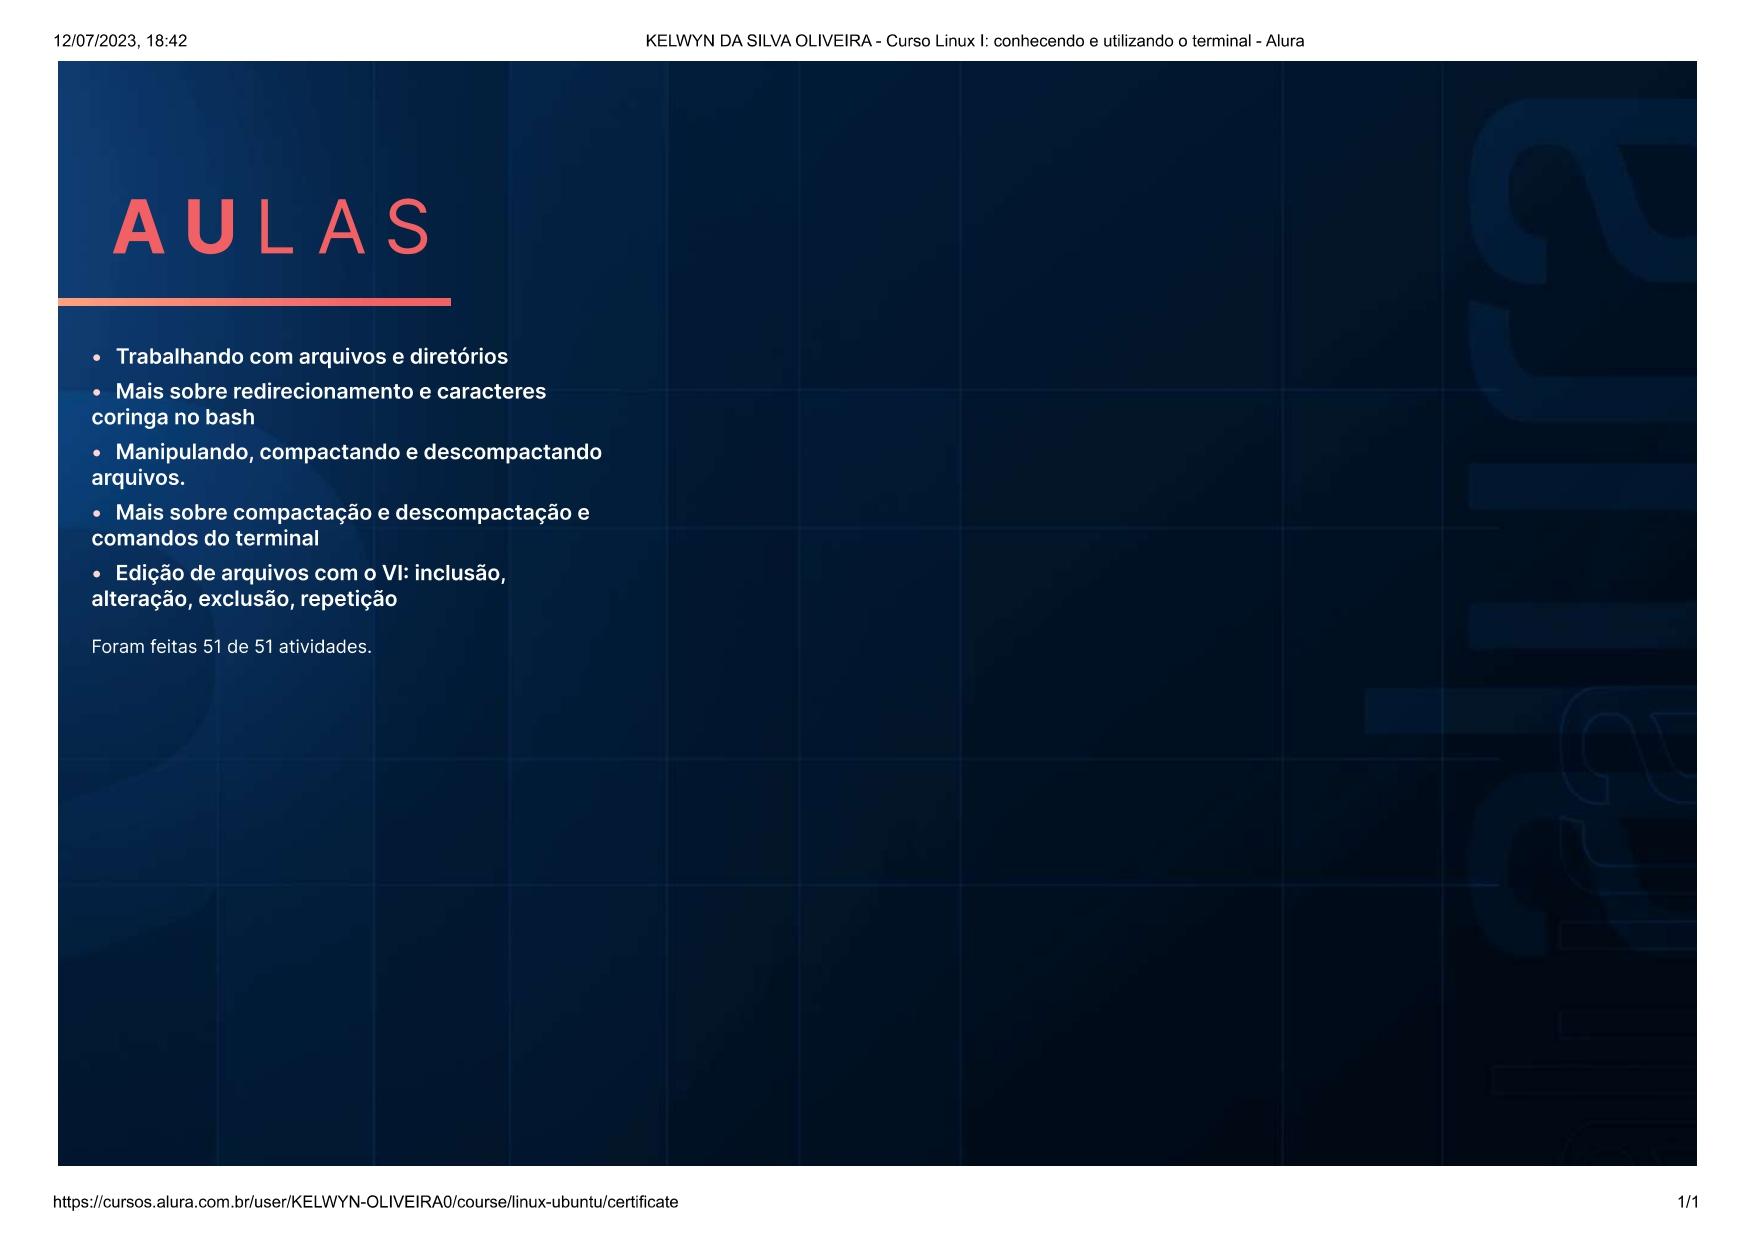 12/07/2023, 18:42
KELWYN DA SILVA OLIVEIRA - Curso Linux I: conhecendo e utilizando o terminal - Alura
AULAS
• Trabalhando com arquivos e diretórios
• Mais sobre redirecionamento e caracteres
coringa no bash
• Manipulando, compactando e descompactando
arquivos.
• Mais sobre compactação e descompactação e
comandos do terminal
• Edição de arquivos com o VI: inclusão,
alteração, exclusão, repetição
Foram feitas 51 de 51 atividades.
alura
https://cursos.alura.com.br/user/KELWYN-OLIVEIRA0/course/linux-ubuntu/certificate
1/1